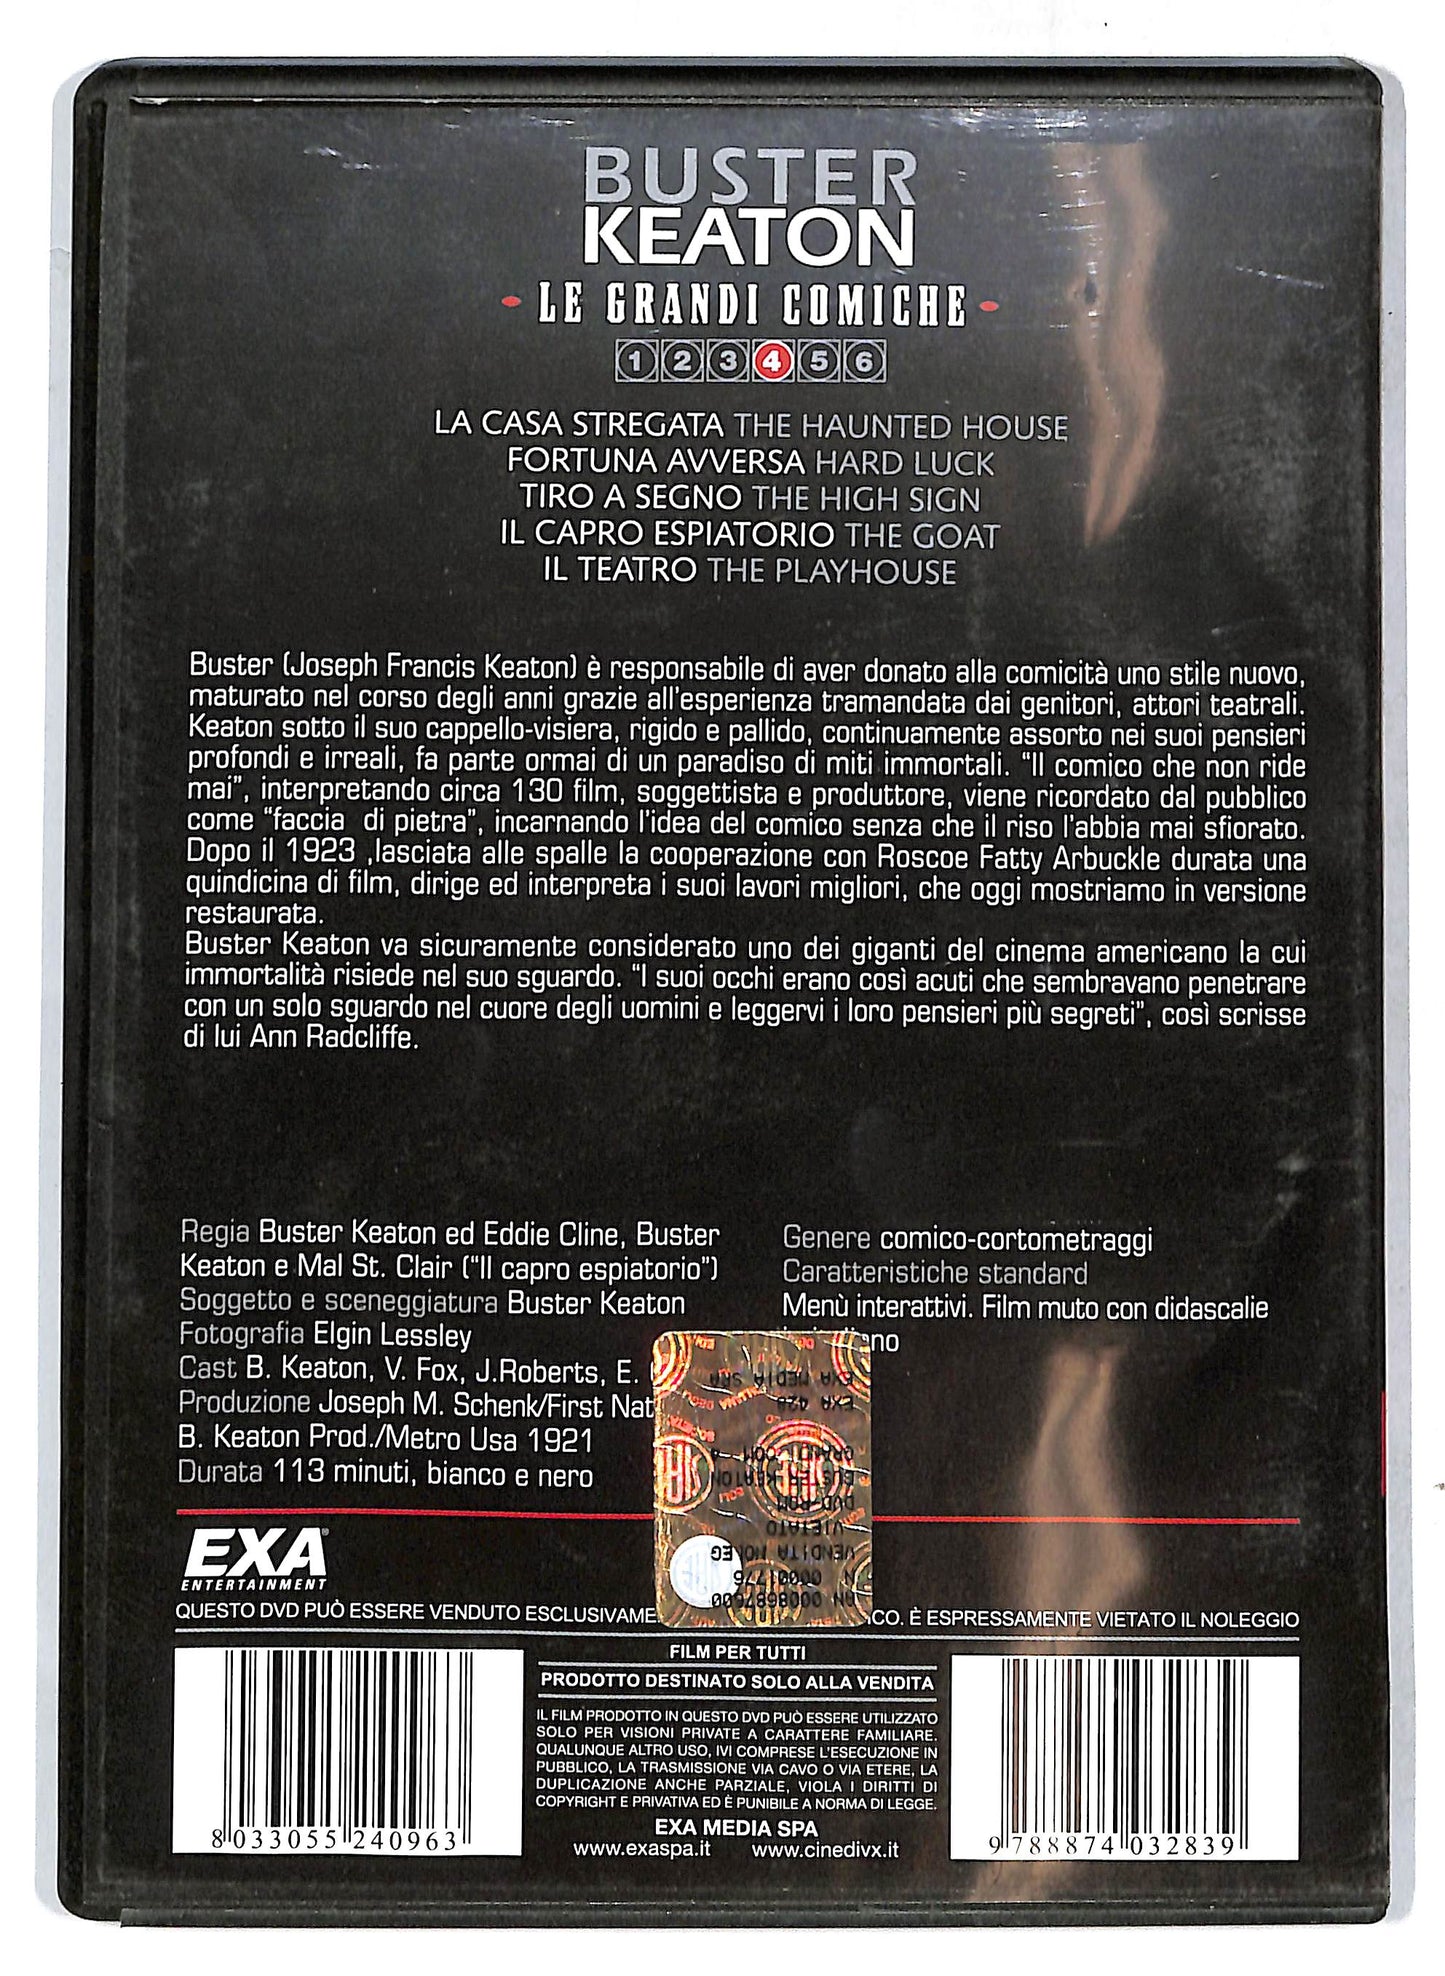 BUSTER
KEATON
• LE GRANDI COMICHE •
1 2 3 4 5 6
LA CASA STREGATA THE HAUNTED HOUSE
FORTUNA AVVERSA HARD LUCK
TIRO A SEGNO THE HIGH SIGN
IL CAPRO ESPIATORIO THE GOAT
IL TEATRO THE PLAYHOUSE
Buster (Joseph Francis Keaton) è responsabile di aver donato alla comicità uno stile nuovo,
maturato nel corso degli anni grazie all'esperienza tramandata dai genitori, attori teatrali.
Keaton sotto il suo cappello-visiera, rigido e pallido, continuamente assorto nei suoi pensieri
profondi e irreali, fa parte ormai di un paradiso di miti immortali. "Il comico che non ride
mai", interpretando circa 130 film, soggettista e produttore, viene ricordato dal pubblico
come "faccia di pietra", incarnando l'idea del comico senza che il riso l'abbia mai sfiorato.
Dopo il 1923 ,lasciata alle spalle la cooperazione con Roscoe Fatty Arbuckle durata una
quindicina di film, dirige ed interpreta i suoi lavori migliori, che oggi mostriamo in versione
restaurata.
Buster Keaton va sicuramente considerato uno dei giganti del cinema americano la cui
immortalità risiede nel suo sguardo. "I suoi occhi erano così acuti che sembravano penetrare
con un solo sguardo nel cuore degli uomini e leggervi i loro pensieri più segreti", così scrisse
di lui Ann Radcliffe.
Regia Buster Keaton ed Eddie Cline, Buster
Keaton e Mal St. Clair ("Il capro espiatorio")
Soggetto e sceneggiatura Buster Keaton
Fotografia Elgin Lessley
Cast B. Keaton, V. Fox, J.Roberts, E.
Produzione Joseph M. Schenk/First Nat
B. Keaton Prod./Metro Usa 1921
Durata 113 minuti, bianco e nero
Genere comico-cortometraggi
Caratteristiche standard
Menù interattivi. Film muto con didascalie
EXA MEDIA SPA
EXA 426
BUSTER KEATON
DVD-ROM
VIETATO
VENDITA NOLEG
N 00001776
AN 0008687600
EXA
ENTERTAINMENT
QUESTO DVD PUÒ ESSERE VENDUTO ESCLUSIVAME ICO. È ESPRESSAMENTE VIETATO IL NOLEGGIO
FILM PER TUTTI
PRODOTTO DESTINATO SOLO ALLA VENDITA
IL FILM PRODOTTO IN QUESTO DVD PUÒ ESSERE UTILIZZATO
SOLO PER VISIONI PRIVATE A CARATTERE FAMILIARE.
QUALUNQUE ALTRO USO, IVI COMPRESE L'ESECUZIONE IN
PUBBLICO, LA TRASMISSIONE VIA CAVO O VIA ETERE, LA
DUPLICAZIONE ANCHE PARZIALE, VIOLA I DIRITTI DI
COPYRIGHT E PRIVATIVA ED È PUNIBILE A NORMA DI LEGGE.
EXA MEDIA SPA
www.exaspa.it www.cinedivx.it
8 033055 240963
9 788874 032839